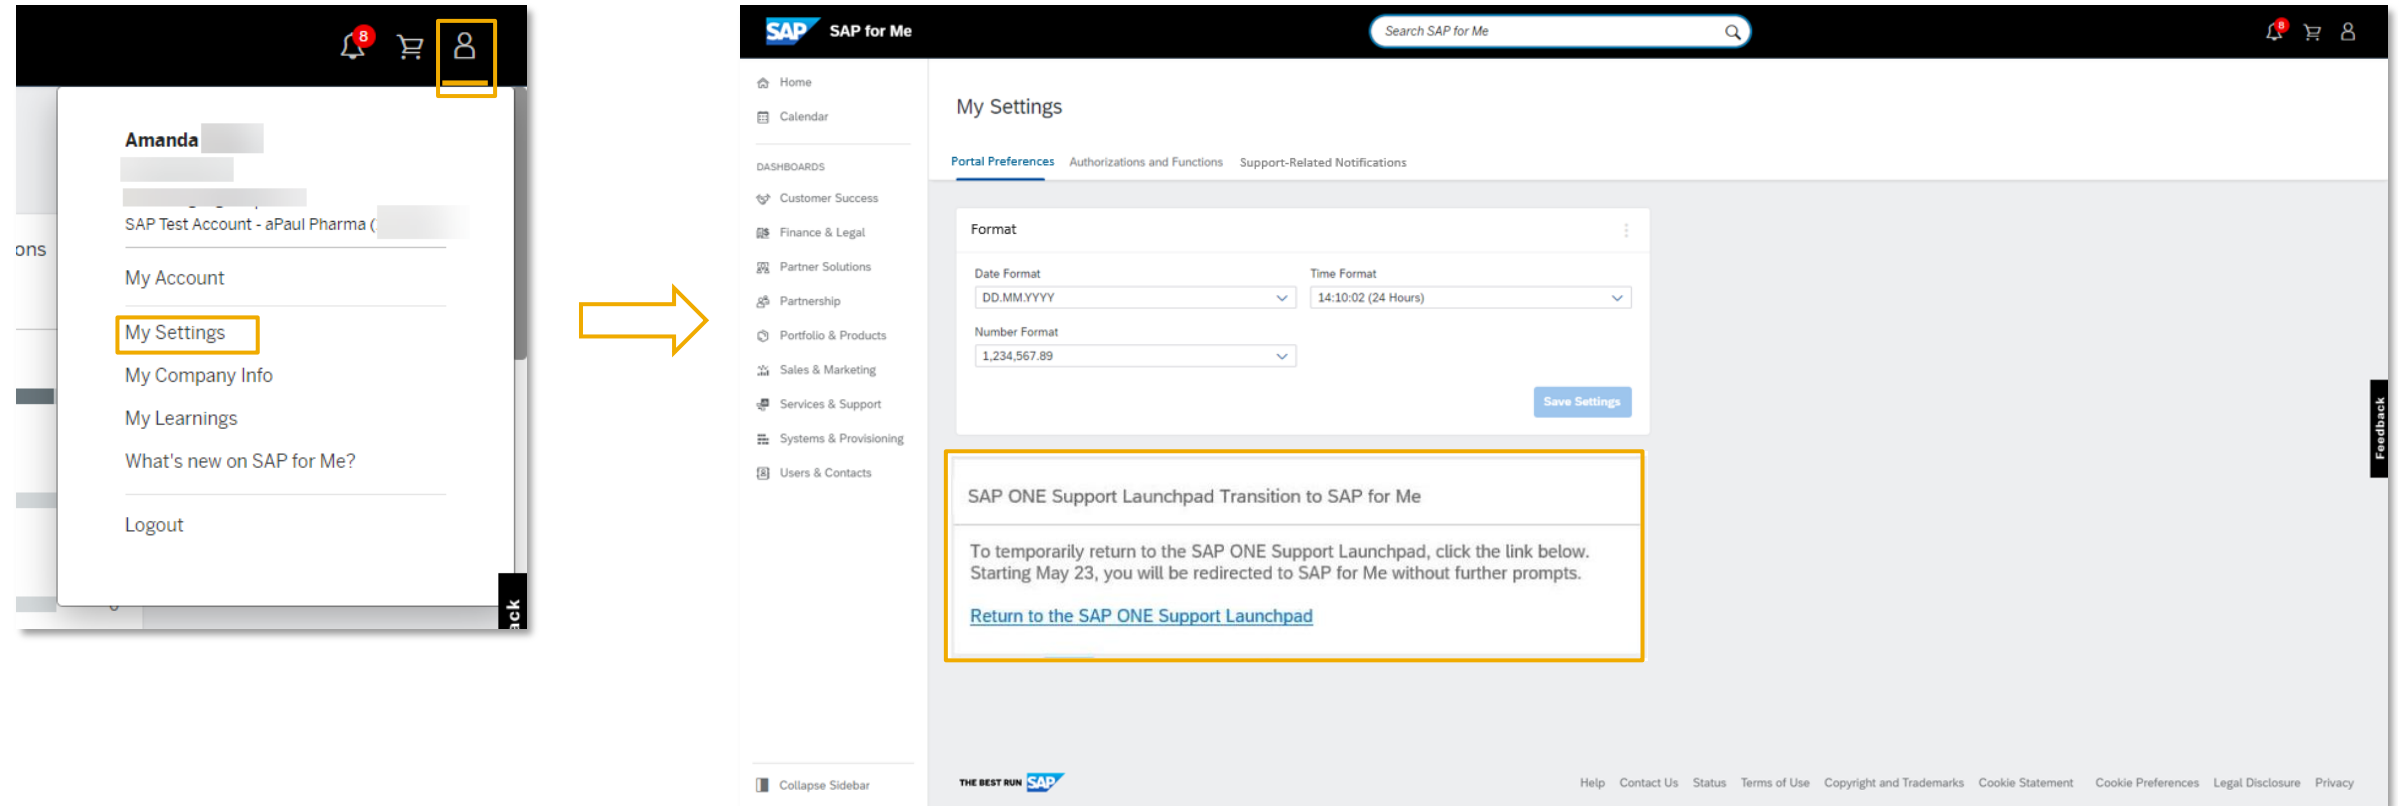 8
Amanda
SAP Test Account - aPaul Pharma (
ons
My Account
My Settings
My Company Info
My Learnings
What's new on SAP for Me?
Logout
SAP SAP for Me
Search SAP for Me
8
Home
Calendar
DASHBOARDS
Customer Success
Finance & Legal
Partner Solutions
Partnership
Portfolio & Products
Sales & Marketing
Services & Support
Systems & Provisioning
Users & Contacts
Collapse Sidebar
My Settings
Portal Preferences Authorizations and Functions Support-Related Notifications
Format
Date Format Time Format
DD.MM.YYYY 14:10:02 (24 Hours)
Number Format
1,234,567.89
Save Settings
Feedback
SAP ONE Support Launchpad Transition to SAP for Me
To temporarily return to the SAP ONE Support Launchpad, click the link below.
Starting May 23, you will be redirected to SAP for Me without further prompts.
Return to the SAP ONE Support Launchpad
THE BEST RUN SAP
Help Contact Us Status Terms of Use Copyright and Trademarks Cookie Statement Cookie Preferences Legal Disclosure Privacy